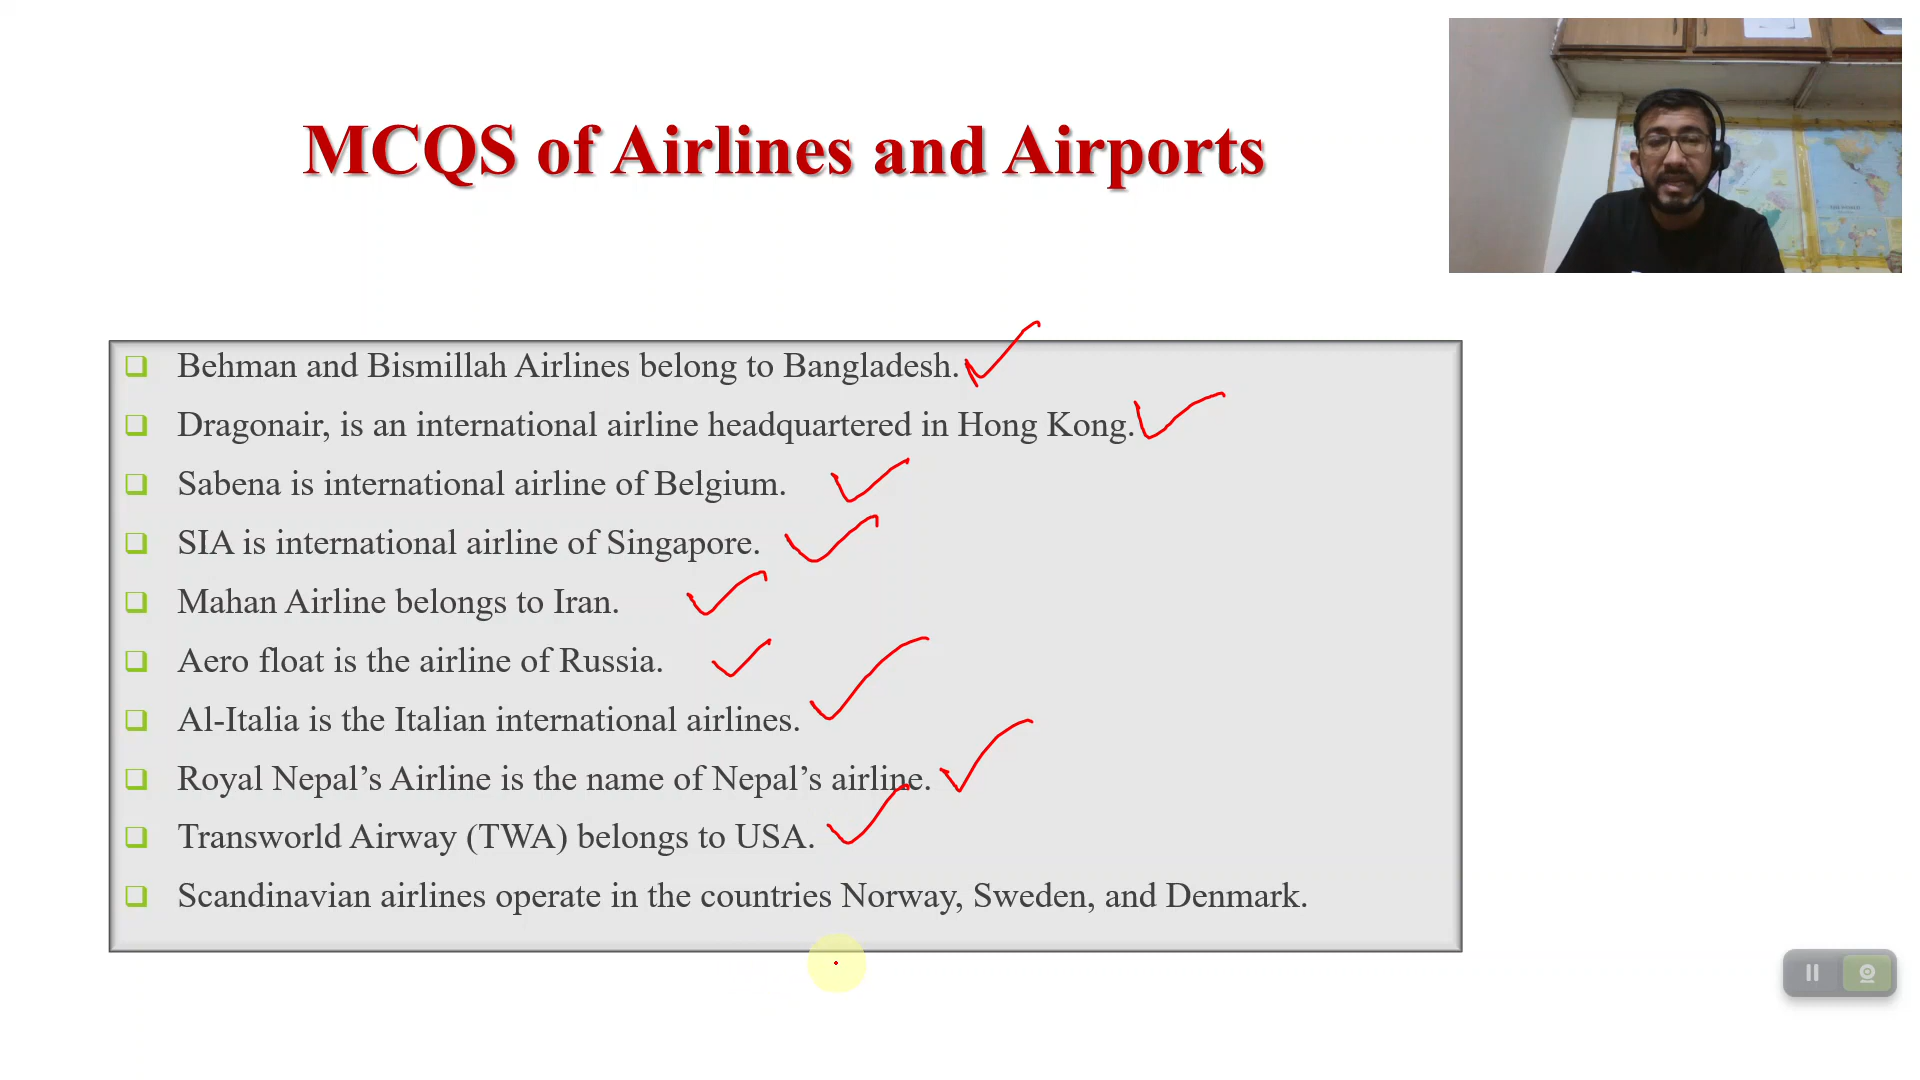 MCQS of Airlines and Airports
Behman and Bismillah Airlines belong to Bangladesh.
Dragonair, is an international airline headquartered in Hong Kong.
Sabena is international airline of Belgium.
SIA is international airline of Singapore.
Mahan Airline belongs to Iran.
Aero float is the airline of Russia.
Al-Italia is the Italian international airlines.
Royal Nepal’s Airline is the name of Nepal’s airline.
Transworld Airway (TWA) belongs to USA.
Scandinavian airlines operate in the countries Norway, Sweden, and Denmark.